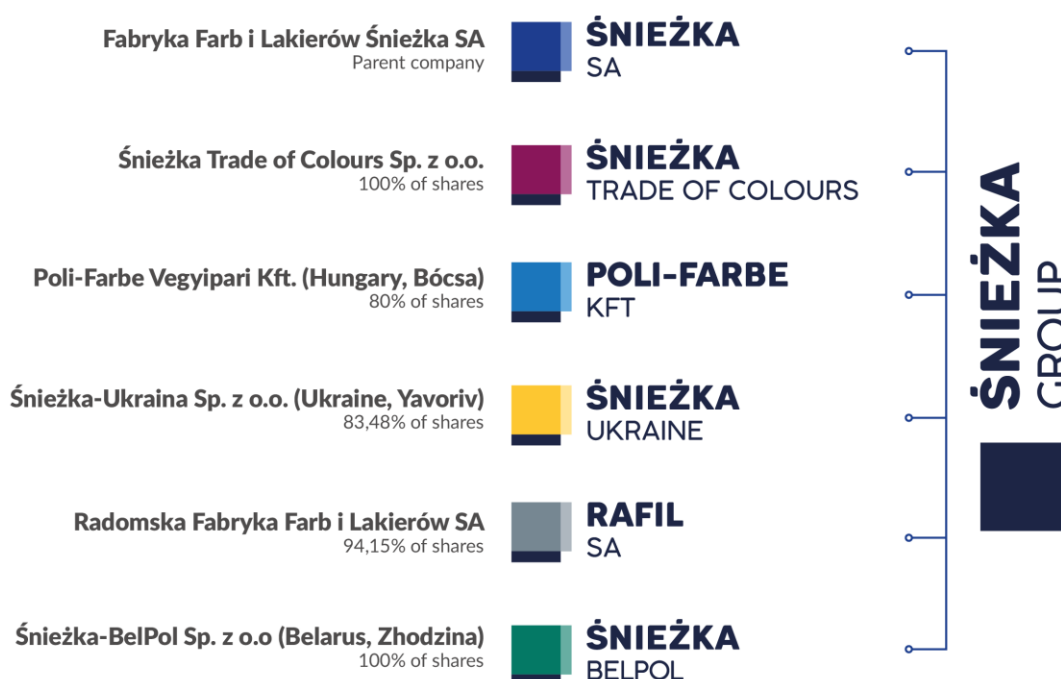 Fabryka Farb i Lakierów Śnieżka SA
Parent company
ŚNIEŻKA
SA
Śnieżka Trade of Colours Sp. z o.o.
100% of shares
ŚNIEŻKA
TRADE OF COLOURS
Poli-Farbe Vegyipari Kft. (Hungary, Bócsa)
80% of shares
POLI-FARBE
KFT
Śnieżka-Ukraina Sp. z o.o. (Ukraine, Yavoriv)
83,48% of shares
ŚNIEŻKA
UKRAINE
Radomska Fabryka Farb i Lakierów SA
94,15% of shares
RAFIL
SA
Śnieżka-BelPol Sp. z o.o (Belarus, Zhodzina)
100% of shares
ŚNIEŻKA
BELPOL
ŚNIEŻKA
GROUP